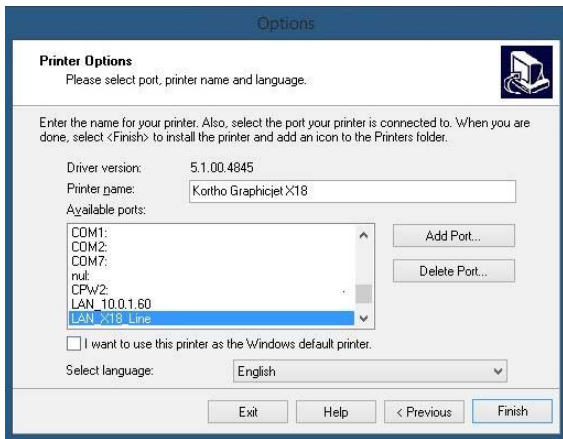 Options
Printer Options
Please select port, printer name and language.
Enter the name for your printer. Also, select the port your printer is connected to. When you are
done, select <Finish> to install the printer and add an icon to the Printers folder.
Driver version: 5.1.00.4845
Printer name: Kortho Graphicjet X18
Available ports:
COM1:
COM2:
COM7:
nul:
CPW2:
LAN_10.0.1.60
LAN_X18_Line
Add Port...
Delete Port...
I want to use this printer as the Windows default printer.
Select language: English
Exit Help < Previous Finish